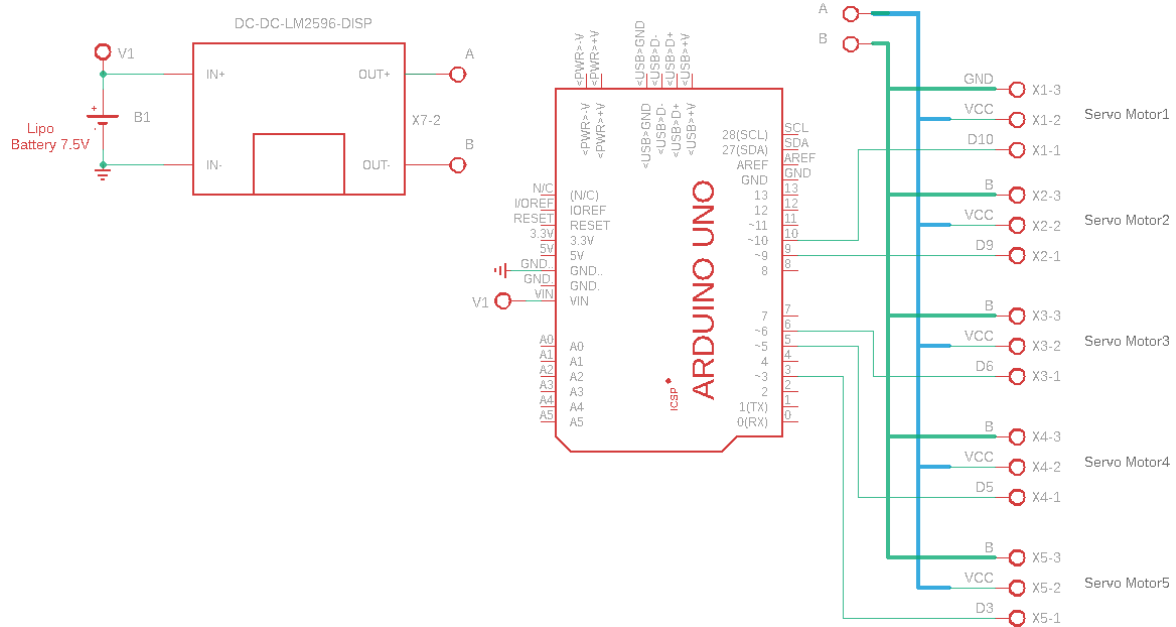 DC-DC-LM2596-DISP
V1
IN+
OUT+
A
B1
X7-2
Lipo
Battery 7.5V
IN-
OUT-
B
<PWR>-V
<PWR>+V
<USB>GND
<USB>D-
<USB>D+
<USB>+V
<PWR>-V
<PWR>+V
<USB>GND
<USB>D-
<USB>D+
<USB>+V
28(SCL) SCL
27(SDA) SDA
AREF AREF
GND GND
13 13
12 12
~11 11
~10 10
~9 9
8 8
7 7
~6 6
~5 5
4 4
~3 3
2 2
1(TX) 1
0(RX) 0
N/C (N/C)
I/OREF IOREF
RESET RESET
3.3V 3.3V
5V 5V
GND.. GND..
GND. GND.
VIN VIN
V1
A0 A0
A1 A1
A2 A2
A3 A3
A4 A4
A5 A5
ARDUINO UNO
ICSP
A
B
GND X1-3
VCC X1-2
D10 X1-1
Servo Motor1
B X2-3
VCC X2-2
D9 X2-1
Servo Motor2
B X3-3
VCC X3-2
D6 X3-1
Servo Motor3
B X4-3
VCC X4-2
D5 X4-1
Servo Motor4
B X5-3
VCC X5-2
D3 X5-1
Servo Motor5